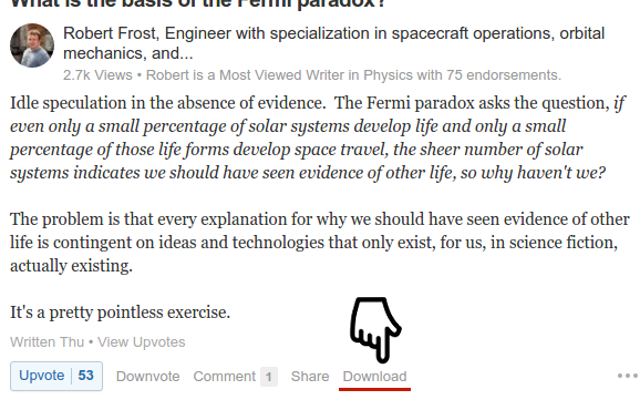 What is the basis of the Fermi paradox?
Robert Frost, Engineer with specialization in spacecraft operations, orbital
mechanics, and...
2.7k Views • Robert is a Most Viewed Writer in Physics with 75 endorsements.
Idle speculation in the absence of evidence.  The Fermi paradox asks the question, if
even only a small percentage of solar systems develop life and only a small
percentage of those life forms develop space travel, the sheer number of solar
systems indicates we should have seen evidence of other life, so why haven't we?
The problem is that every explanation for why we should have seen evidence of other
life is contingent on ideas and technologies that only exist, for us, in science fiction,
actually existing.
It's a pretty pointless exercise.
Written Thu • View Upvotes
Upvote 53 Downvote Comment 1 Share Download